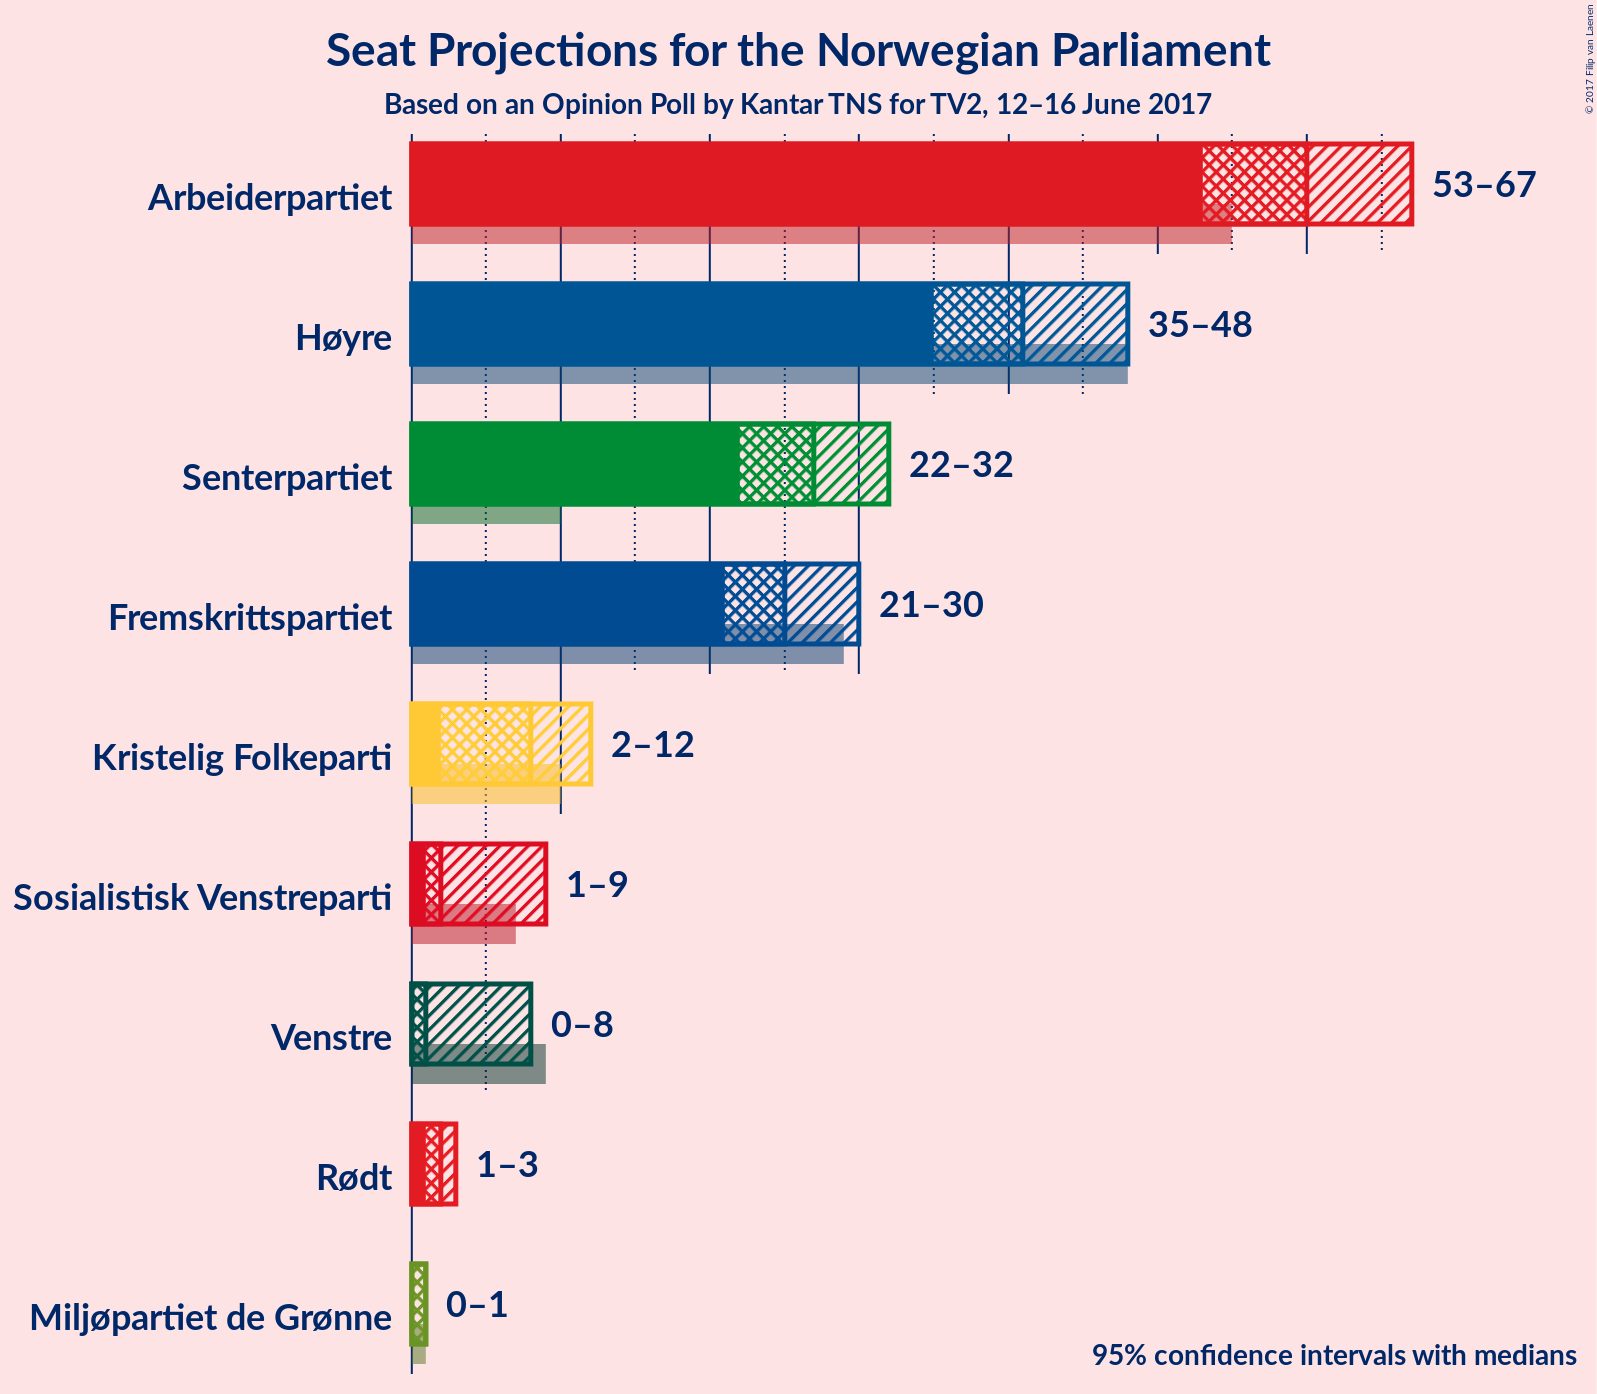 Seat Projections for the Norwegian Parliament
Based on an Opinion Poll by Kantar TNS for TV2, 12–16 June 2017
© 2017 Filip van Laenen
Arbeiderpartiet
53–67
Høyre
35–48
Senterpartiet
22–32
Fremskrittspartiet
21–30
Kristelig Folkeparti
2–12
Sosialistisk Venstreparti
1–9
Venstre
0–8
Rødt
1–3
Miljøpartiet de Grønne
0–1
95% confidence intervals with medians